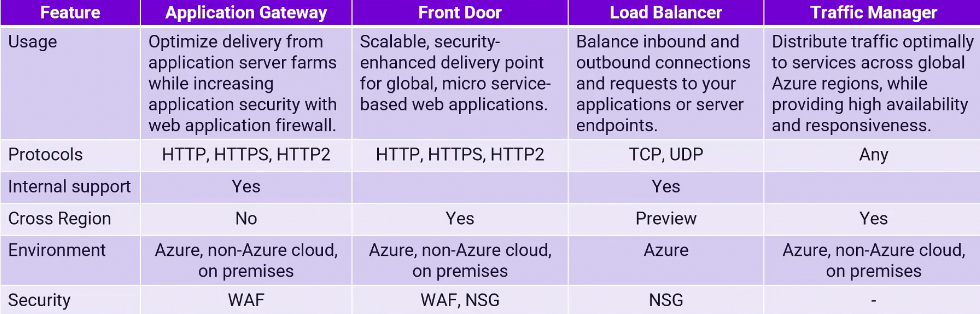 Feature Application Gateway Front Door Load Balancer Traffic Manager
Usage
Optimize delivery from
application server farms
while increasing
application security with
web application firewall.
Scalable, security-
enhanced delivery point
for global, micro service-
based web applications.
Balance inbound and
outbound connections
and requests to your
applications or server
endpoints.
Distribute traffic optimally
to services across global
Azure regions, while
providing high availability
and responsiveness.
Protocols HTTP, HTTPS, HTTP2 HTTP, HTTPS, HTTP2 TCP, UDP Any
Internal support Yes Yes
Cross Region No Yes Preview Yes
Environment
Azure, non-Azure cloud,
on premises
Azure, non-Azure cloud,
on premises
Azure
Azure, non-Azure cloud,
on premises
Security WAF WAF, NSG NSG -